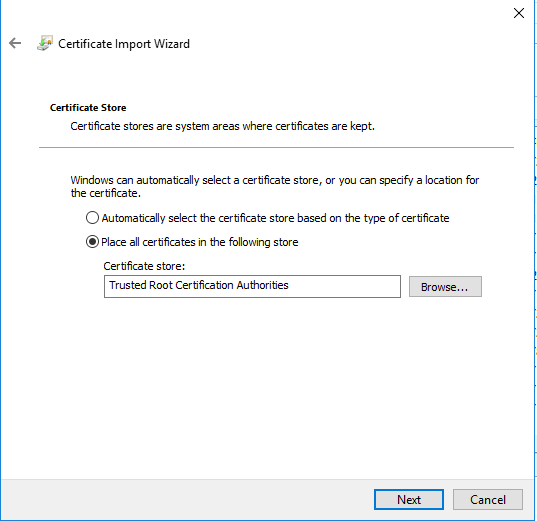 Certificate Import Wizard
Certificate Store
Certificate stores are system areas where certificates are kept.
Windows can automatically select a certificate store, or you can specify a location for
the certificate.
Automatically select the certificate store based on the type of certificate
Place all certificates in the following store
Certificate store:
Trusted Root Certification Authorities
Browse...
Next
Cancel